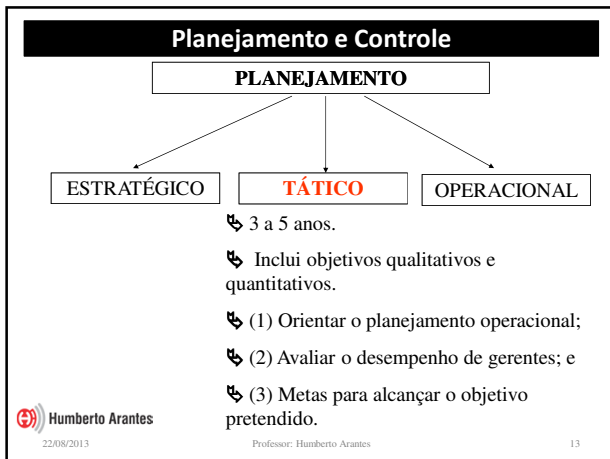 Planejamento e Controle
PLANEJAMENTO
ESTRATÉGICO
TÁTICO
OPERACIONAL
3 a 5 anos.
Inclui objetivos qualitativos e
quantitativos.
(1) Orientar o planejamento operacional;
(2) Avaliar o desempenho de gerentes; e
(3) Metas para alcançar o objetivo
pretendido.
Humberto Arantes
22/08/2013
Professor: Humberto Arantes
13